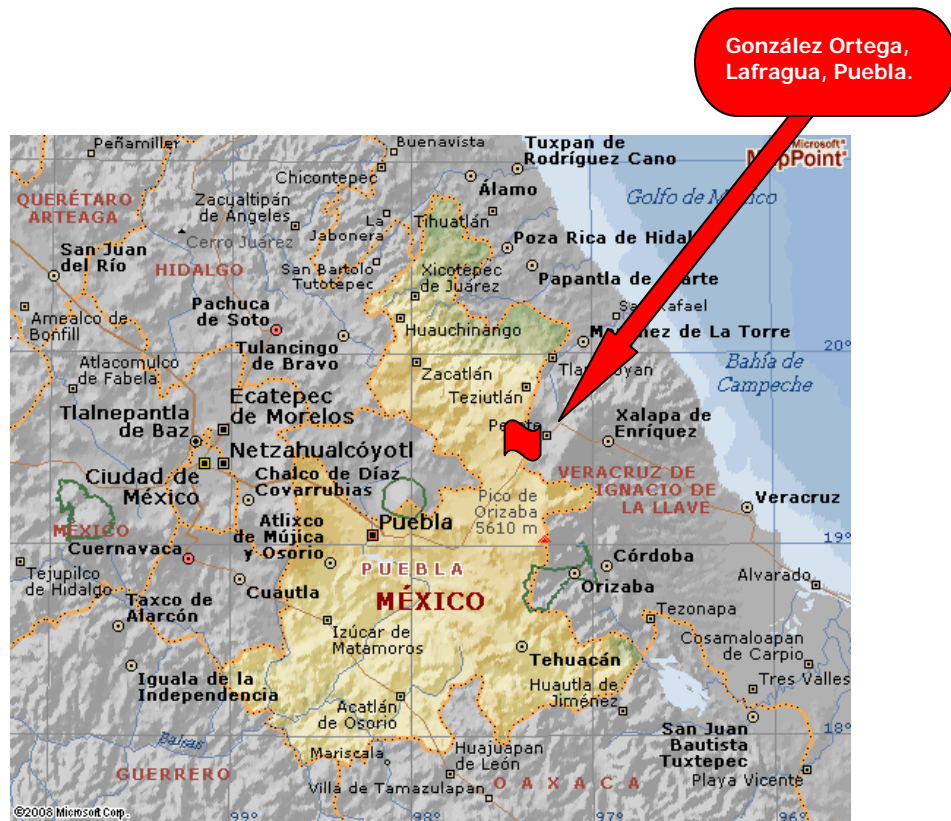 González Ortega,
Lafragua, Puebla.
Microsoft
MapPoint
Peñamiller
Buenavista
Tuxpan de
Rodríguez Cano
Chicontepec
QUERÉTARO
ARTEAGA
Zacualtipán
de Ángeles
Álamo
Golfo de México
La
Jabonera
Tihuatlán
Cerro Juárez
San Juan
del Río
HIDALGO
Poza Rica de Hidal
San Bartolo
Tutotepec
Xicotepec
de Juárez
Papantla de
arte
Pachuca
de Soto
San
afael
Amealco de
Bonfill
Huauchinango
Tulancingo
de Bravo
nez de La Torre
20°
Atlacomulco
de Fabela
Zacatlán
Bahía de
Campeche
Ecatepec
de Morelos
Teziutlán
Tlalnepantla
de Baz
Xalapa de
Enríquez
Netzahualcóyotl
Ciudad de
México
Chalco de Díaz
Covarrubias
VERACRUZ DE
IGNACIO DE
LA LLAVE
Pico de
Orizaba
5610 m
Veracruz
MÉXICO
Atlixco
de Mújica
y Osorio
Puebla
Cuernavaca
19°
Córdoba
Tejupilco
de Hidalgo
PUEBLA
Orizaba
Alvarado
Cuáutla
MÉXICO
Taxco de
Alarcón
Tezonapa
Izúcar de
Matamoros
Cosamaloapan
de Carpio
Tehuacán
Iguala de la
Independencia
Huautla de
Jiménez
Tres Valles
Acatlán
de Osorio
18°
San Juan
Bautista
Tuxtepec
Balsas
Mariscala
Huajuapan
de León
GUERRERO
Playa Vicente
Villa de Tamazulapan
OAXACA
©2008 Microsoft Corp.
99°
98°
97°
96°